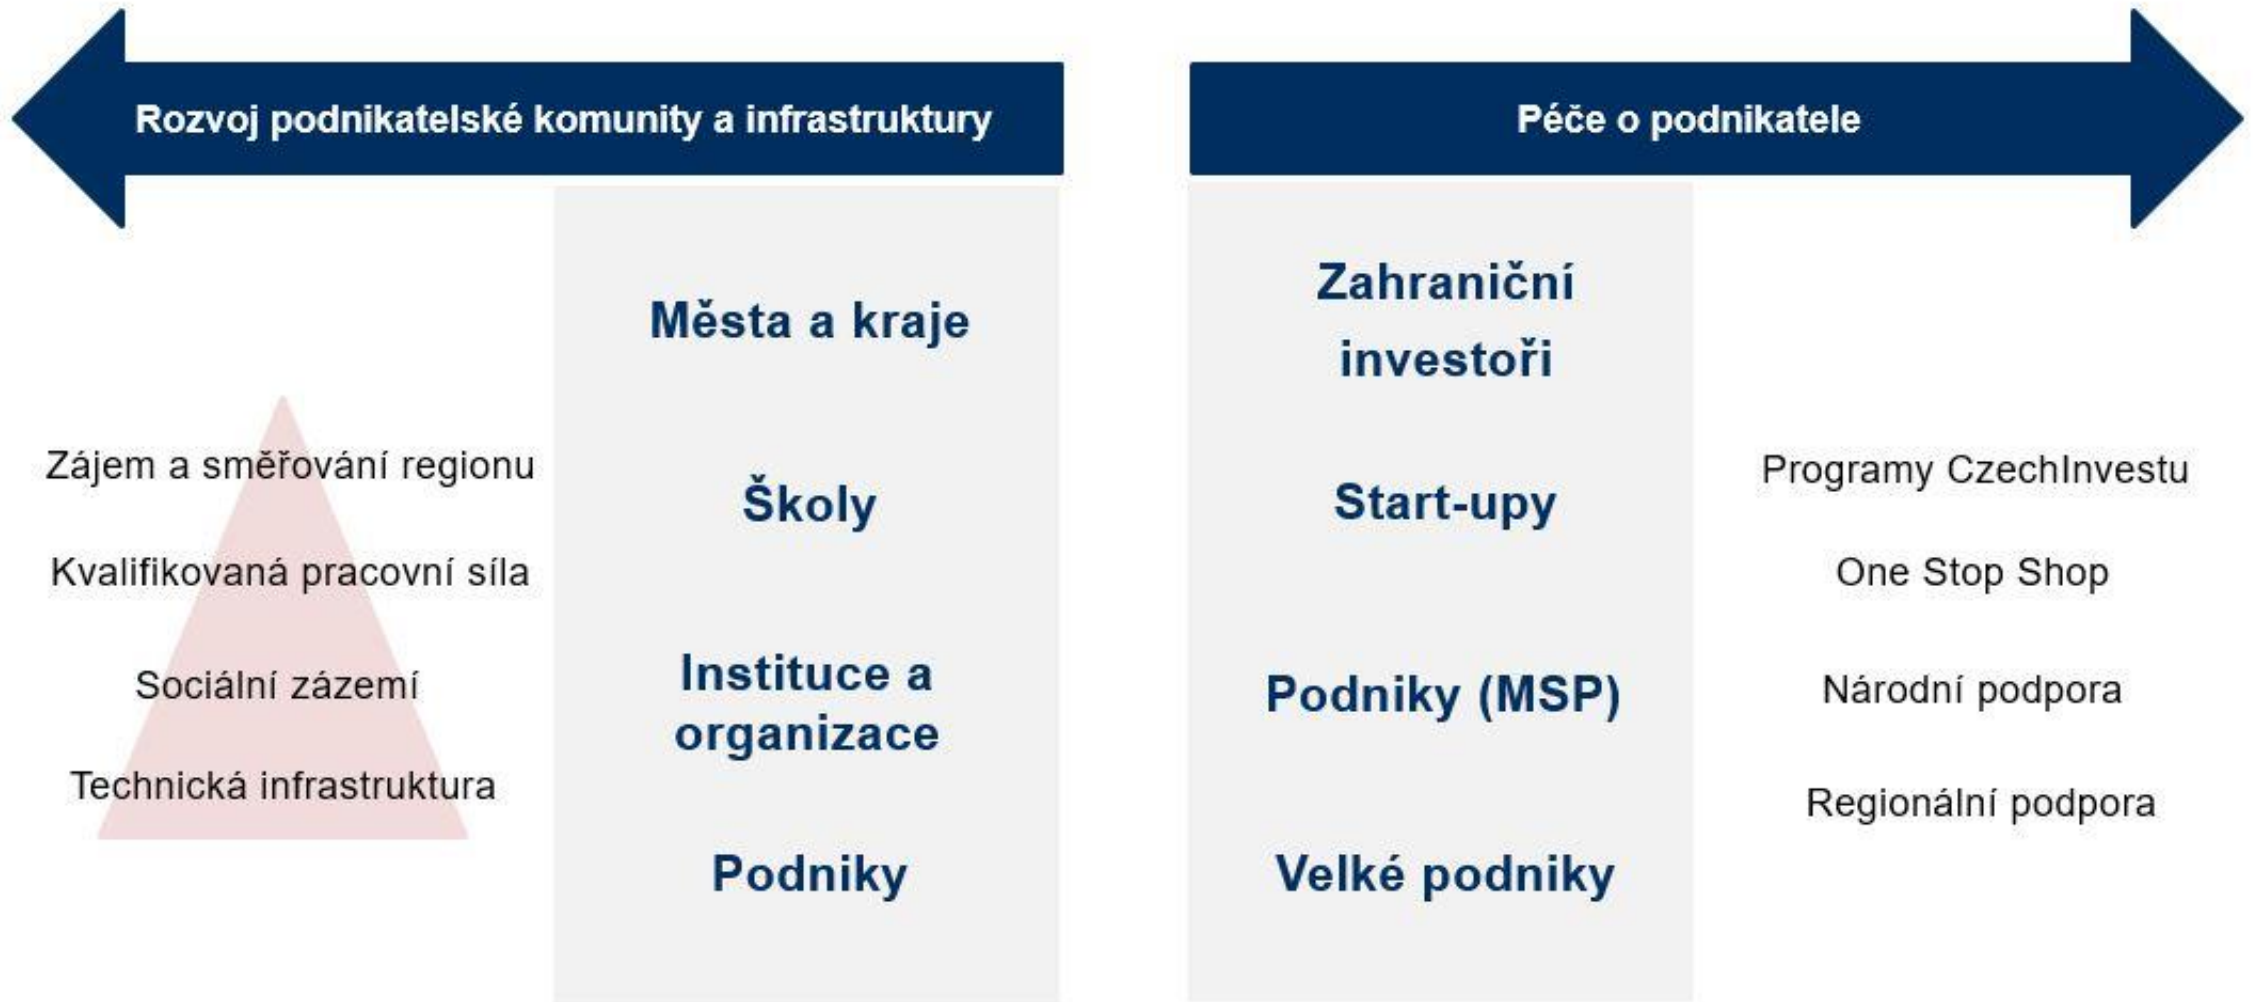 Rozvoj podnikatelské komunity a infrastruktury
Zájem a směřování regionu
Kvalifikovaná pracovní síla
Sociální zázemí
Technická infrastruktura
Města a kraje
Školy
Instituce a
organizace
Podniky
Péče o podnikatele
Zahraniční
investoři
Start-upy
Podniky (MSP)
Velké podniky
Programy CzechInvestu
One Stop Shop
Národní podpora
Regionální podpora